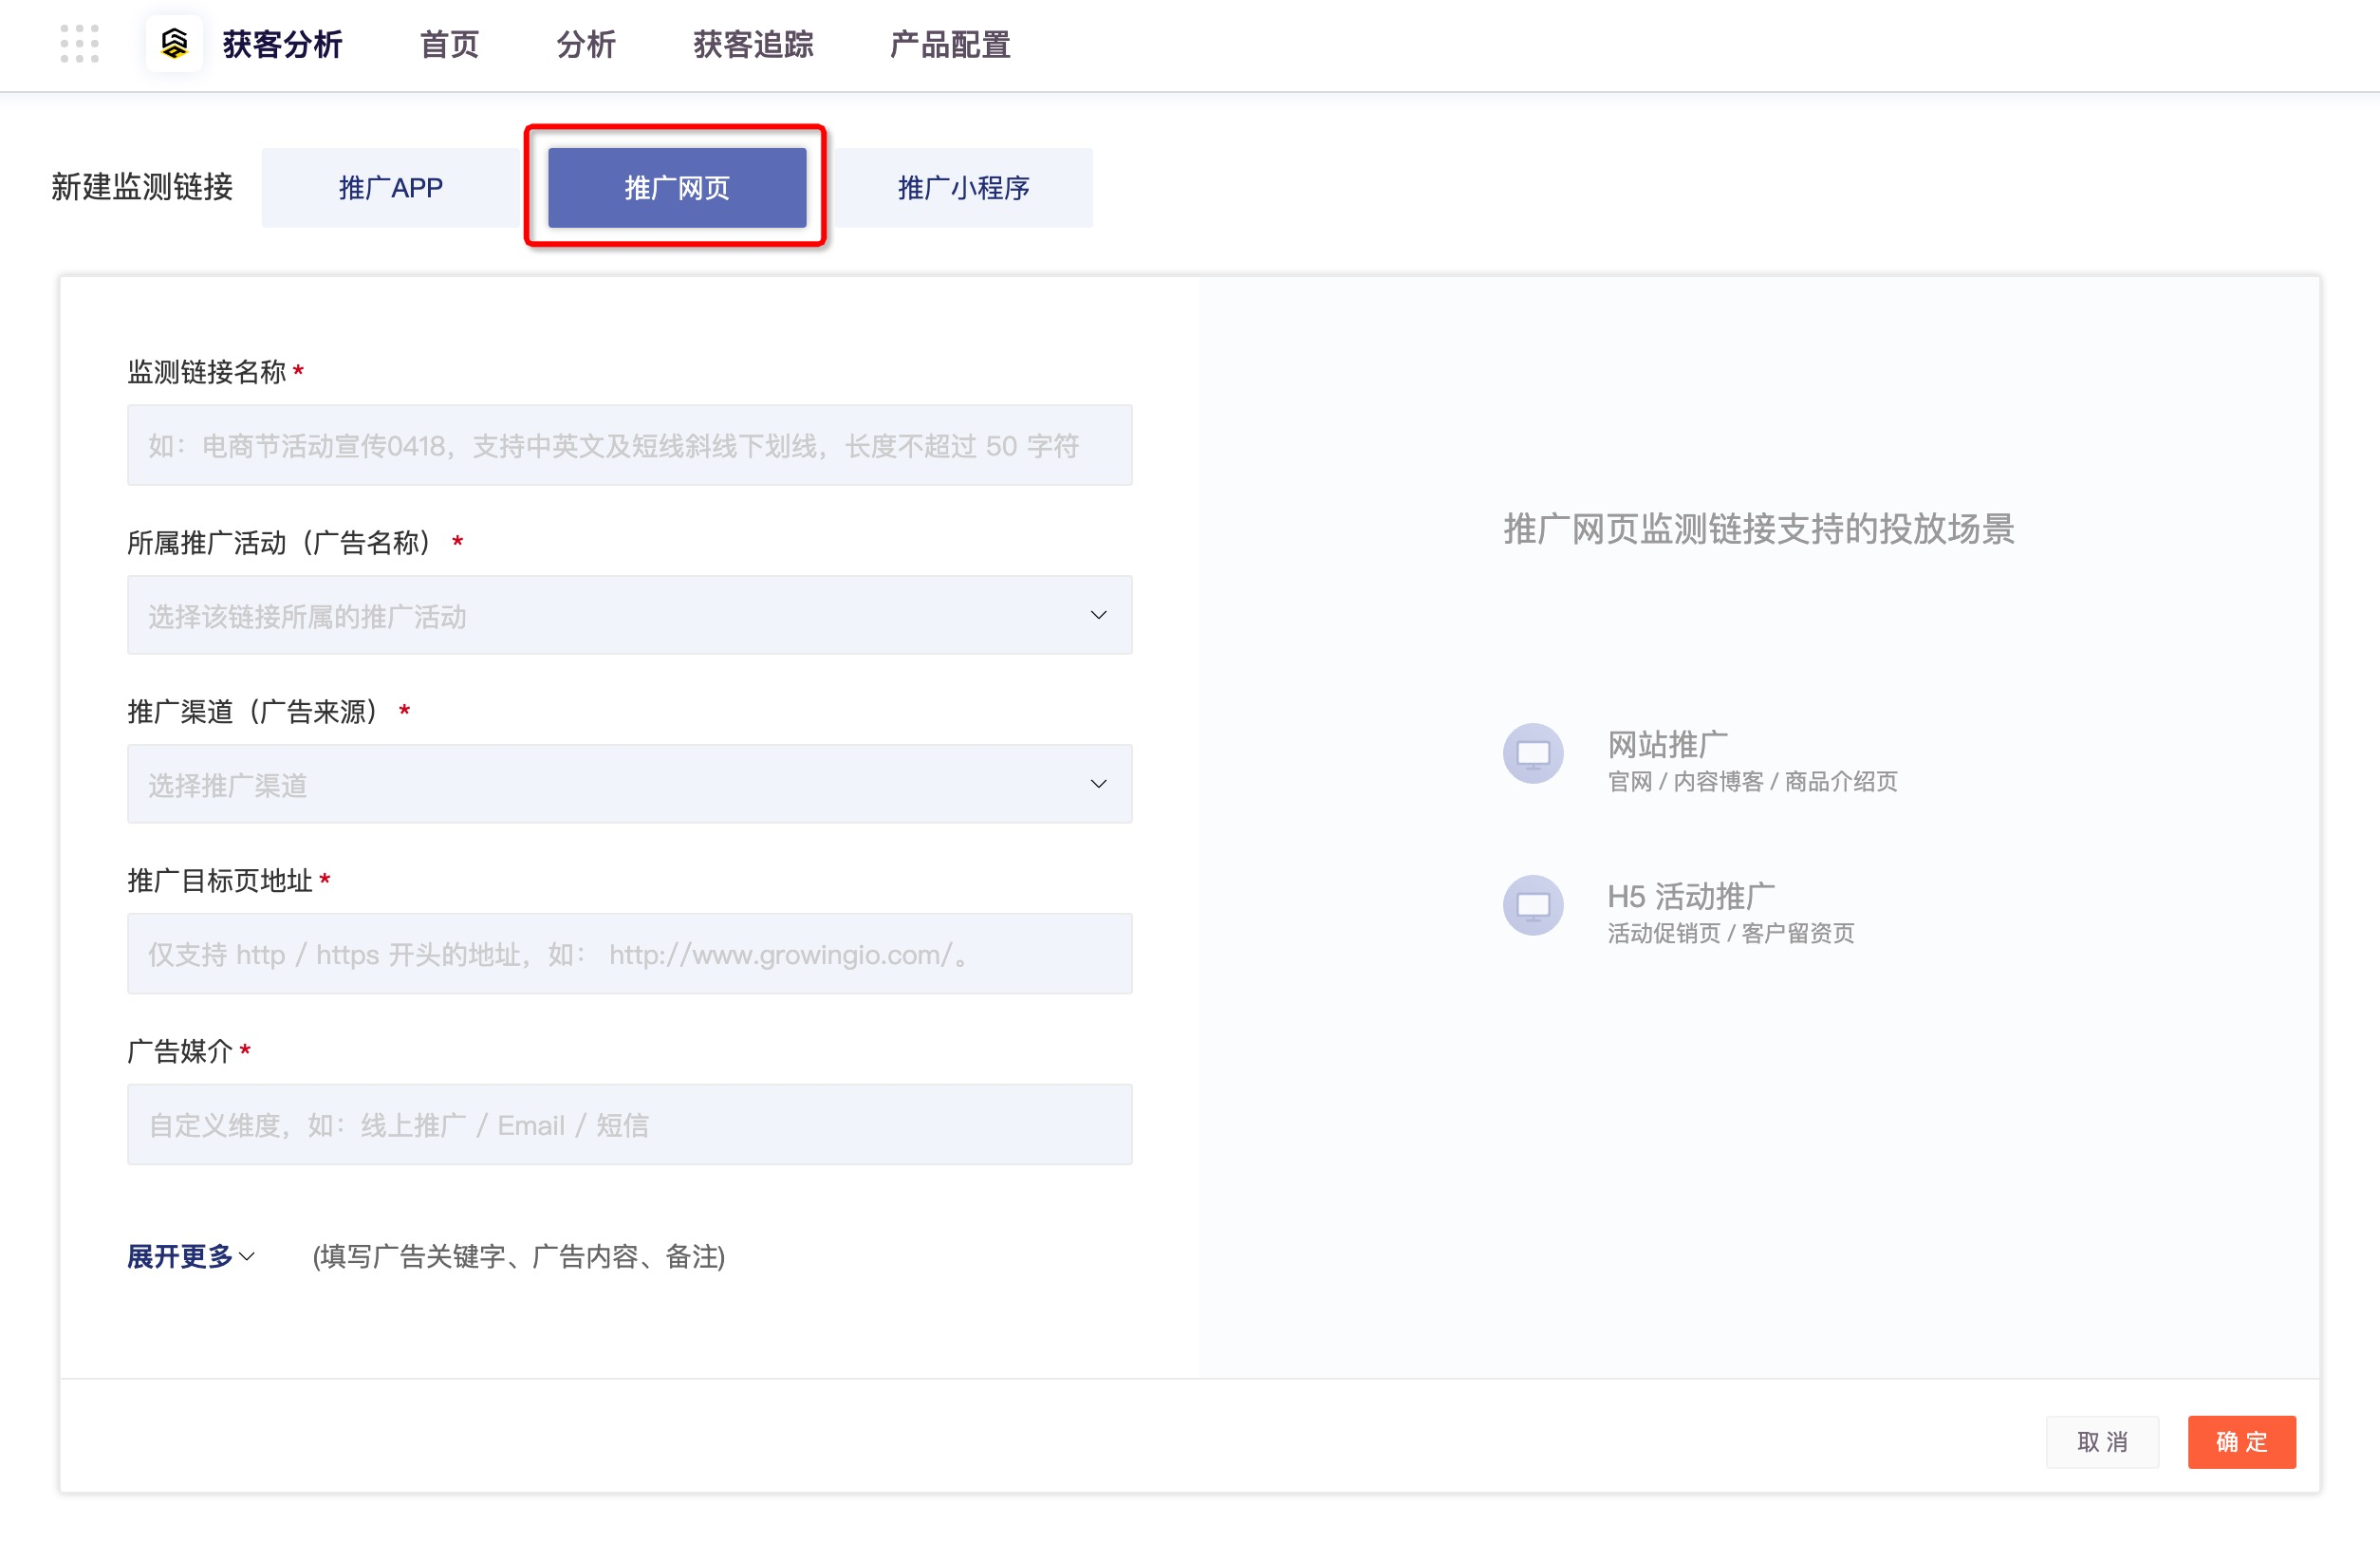 获客分析 首页 分析 获客追踪 产品配置
新建监测链接 推广APP 推广网页 推广小程序
监测链接名称 *
如：电商节活动宣传0418，支持中英文及短线斜线下划线，长度不超过 50 字符
所属推广活动（广告名称） *
选择该链接所属的推广活动
推广渠道（广告来源） *
选择推广渠道
推广目标页地址 *
仅支持 http / https 开头的地址，如： http://www.growingio.com/。
广告媒介 *
自定义维度，如：线上推广 / Email / 短信
展开更多 (填写广告关键字、广告内容、备注)
推广网页监测链接支持的投放场景
网站推广
官网 / 内容博客 / 商品介绍页
H5 活动推广
活动促销页 / 客户留资页
取 消 确 定